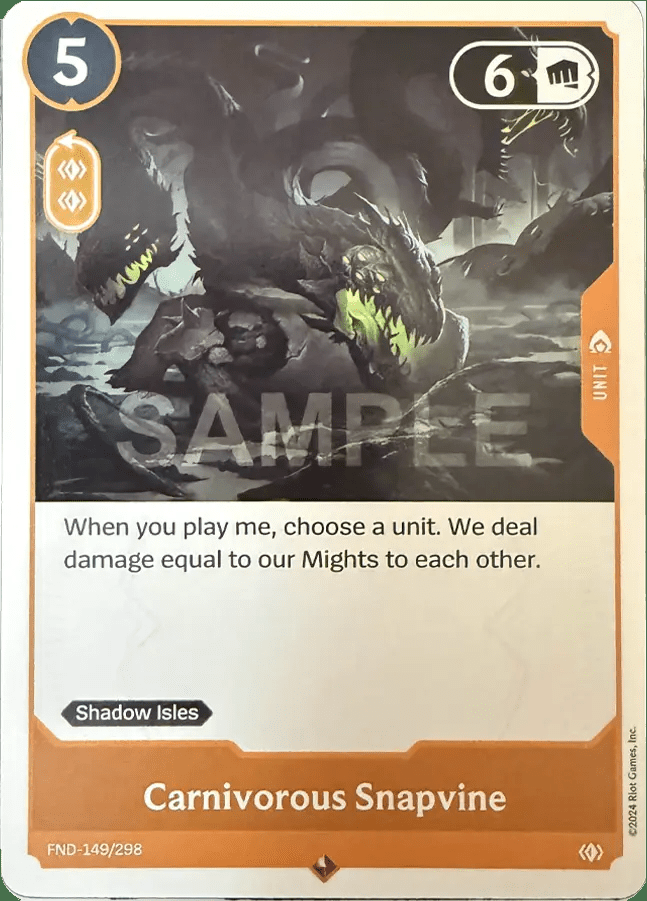 5
6
UNIT
SAMPLE
When you play me, choose a unit. We deal
damage equal to our Mights to each other.
Shadow Isles
Carnivorous Snapvine
FND-149/298
©2024 Riot Games, Inc.